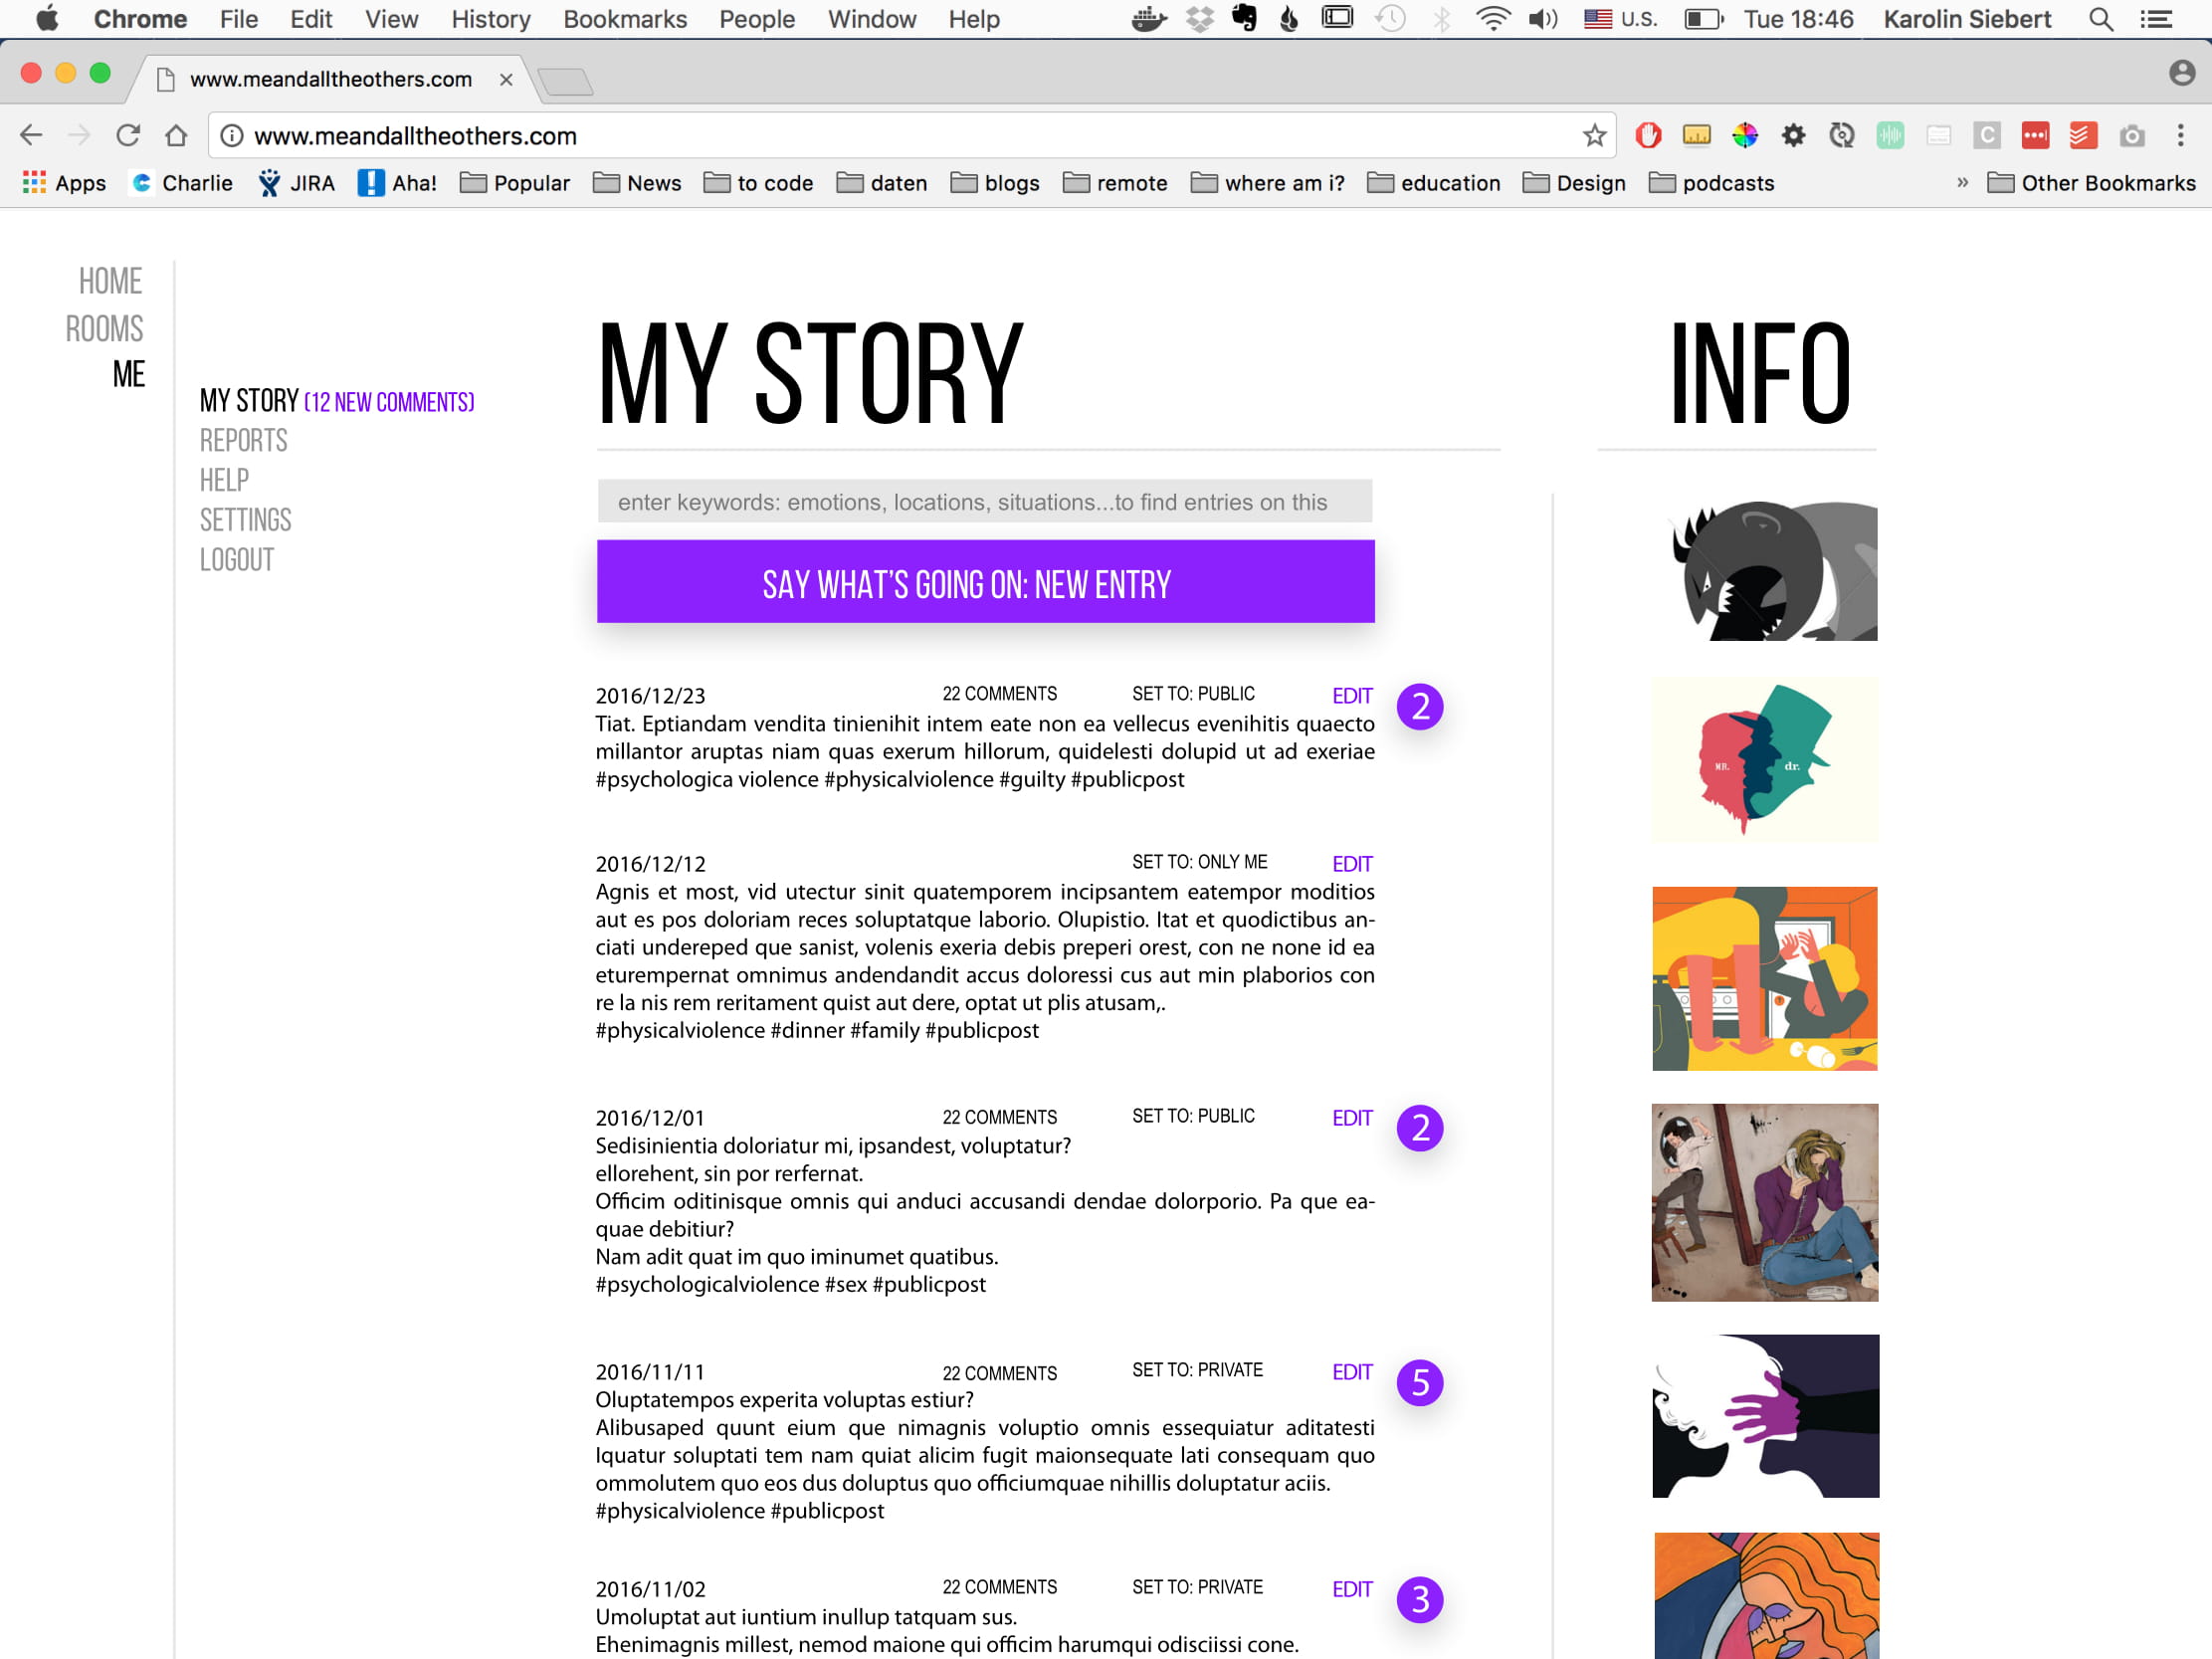 Chrome File Edit View History Bookmarks People Window Help U.S. Tue 18:46 Karolin Siebert
www.meandalltheothers.com
www.meandalltheothers.com
Apps Charlie JIRA Aha! Popular News to code daten blogs remote where am i? education Design podcasts » Other Bookmarks
HOME
ROOMS
ME
MY STORY (12 NEW COMMENTS)
REPORTS
HELP
SETTINGS
LOGOUT
MY STORY
enter keywords: emotions, locations, situations...to find entries on this
SAY WHAT’S GOING ON: NEW ENTRY
2016/12/23 22 COMMENTS SET TO: PUBLIC EDIT 2
Tiat. Eptiandam vendita tinienihit intem eate non ea vellecus evenihitis quaecto
millantor aruptas niam quas exerum hillorum, quidelesti dolupid ut ad exeriae
#psychologica violence #physicalviolence #guilty #publicpost
2016/12/12 SET TO: ONLY ME EDIT
Agnis et most, vid utectur sinit quatemporem incipsantem eatempor moditios
aut es pos doloriam reces soluptatque laborio. Olupistio. Itat et quodictibus an-
ciati undereped que sanist, volenis exeria debis preperi orest, con ne none id ea
eturempernat omnimus andendandit accus doloressi cus aut min plaborios con
re la nis rem reritament quist aut dere, optat ut plis atusam,.
#physicalviolence #dinner #family #publicpost
2016/12/01 22 COMMENTS SET TO: PUBLIC EDIT 2
Sedisinientia doloriatur mi, ipsandest, voluptatur?
ellorehent, sin por rerfernat.
Officim oditinisque omnis qui anduci accusandi dendae dolorporio. Pa que ea-
quae debitiur?
Nam adit quat im quo iminumet quatibus.
#psychologicalviolence #sex #publicpost
2016/11/11 22 COMMENTS SET TO: PRIVATE EDIT 5
Oluptatempos experita voluptas estiur?
Alibusaped quunt eium que nimagnis voluptio omnis essequiatur aditatesti
Iquatur soluptati tem nam quiat alicim fugit maionsequate lati consequam quo
ommolutem quo eos dus doluptus quo officiumquae nihillis doluptatur aciis.
#physicalviolence #publicpost
2016/11/02 22 COMMENTS SET TO: PRIVATE EDIT 3
Umoluptat aut iuntium inullup tatquam sus.
Ehenimagnis millest, nemod maione qui officim harumqui odisciissi cone.
INFO
MR. dr.